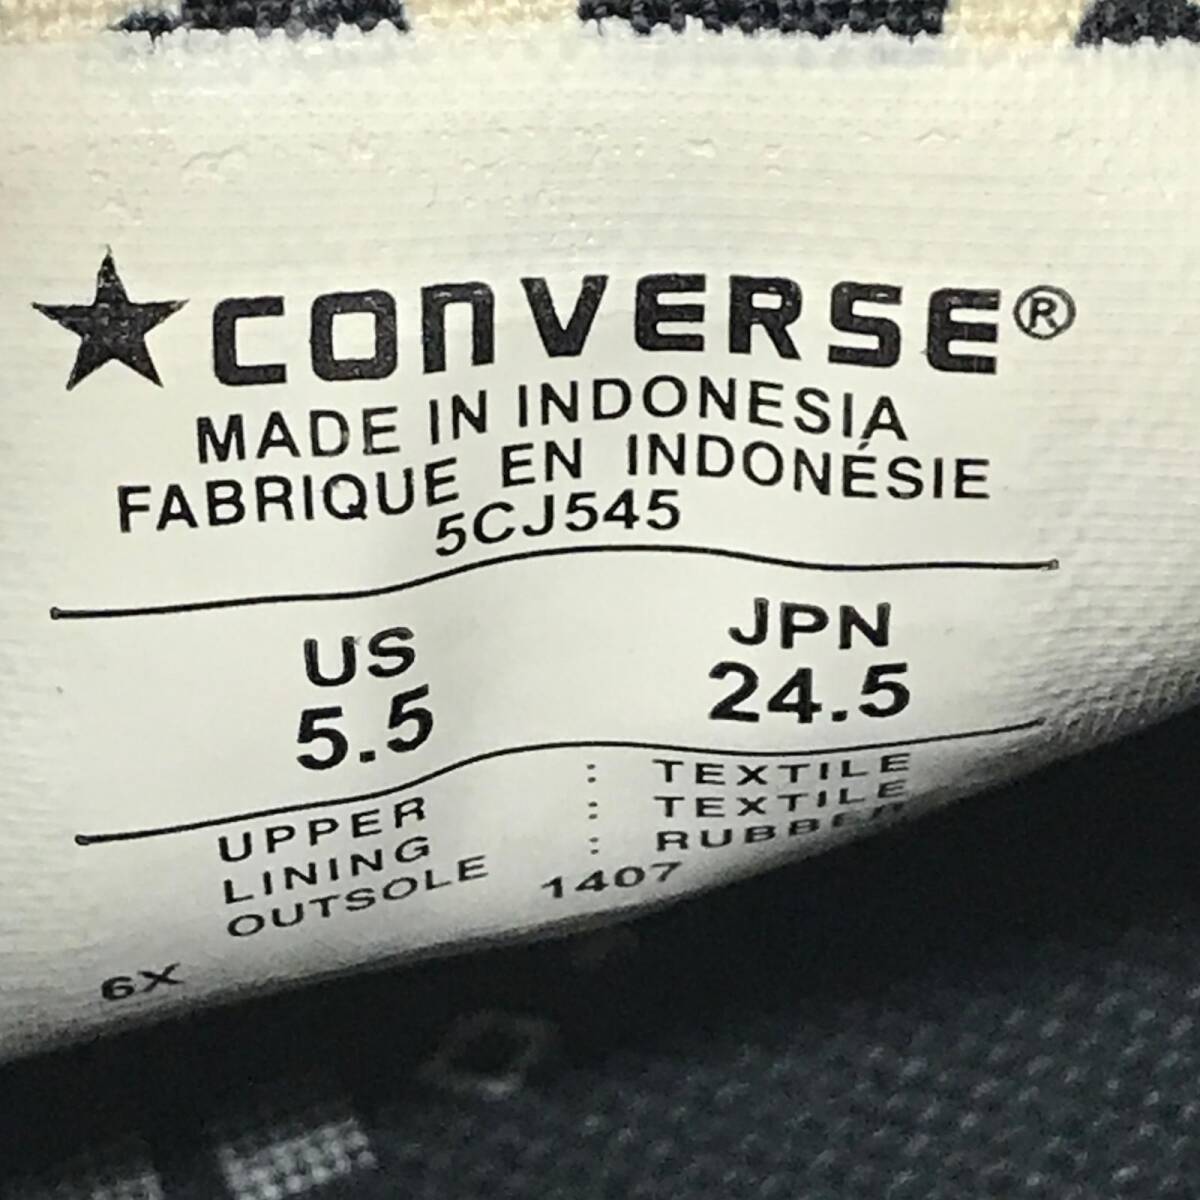 ★CONVERSE®
MADE IN INDONESIA
FABRIQUE EN INDONÉSIE
5CJ545
US JPN
5.5 24.5
UPPER : TEXTILE
LINING : TEXTILE
OUTSOLE : RUBBER
1407
6X